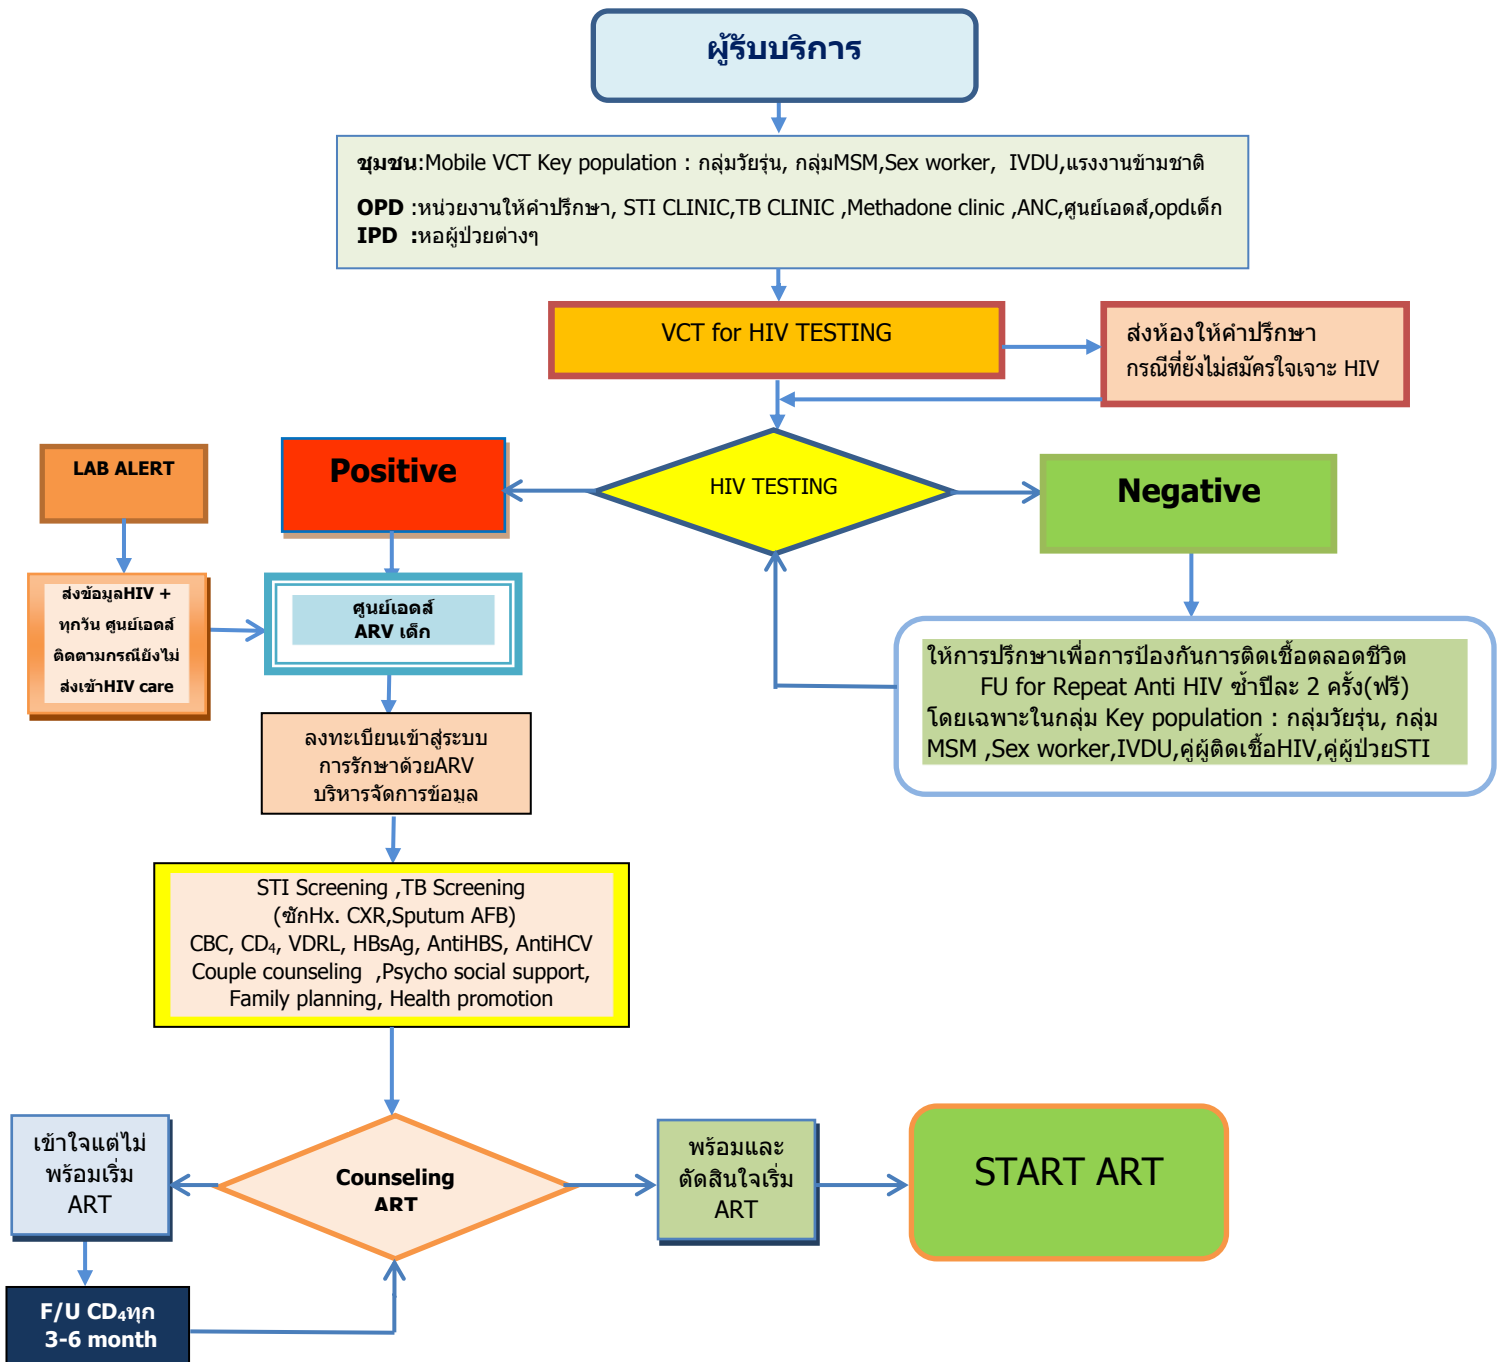 ผู้รับบริการ
ชุมชน:Mobile VCT Key population : กลุ่มวัยรุ่น, กลุ่มMSM,Sex worker, IVDU,แรงงานข้ามชาติ
OPD :หน่วยงานให้คำปรึกษา, STI CLINIC,TB CLINIC ,Methadone clinic ,ANC,ศูนย์เอดส์,opdเด็ก
IPD :หอผู้ป่วยต่างๆ
VCT for HIV TESTING
ส่งห้องให้คำปรึกษา
กรณีที่ยังไม่สมัครใจเจาะ HIV
LAB ALERT
Positive
HIV TESTING
Negative
ส่งข้อมูลHIV +
ทุกวัน ศูนย์เอดส์
ติดตามกรณียังไม่
ส่งเข้าHIV care
ศูนย์เอดส์
ARV เด็ก
ให้การปรึกษาเพื่อการป้องกันการติดเชื้อตลอดชีวิต
FU for Repeat Anti HIV ซ้ำปีละ 2 ครั้ง(ฟรี)
โดยเฉพาะในกลุ่ม Key population : กลุ่มวัยรุ่น, กลุ่ม
MSM ,Sex worker,IVDU,คู่ผู้ติดเชื้อHIV,คู่ผู้ป่วยSTI
ลงทะเบียนเข้าสู่ระบบ
การรักษาด้วยARV
บริหารจัดการข้อมูล
STI Screening ,TB Screening
(ซักHx. CXR,Sputum AFB)
CBC, CD₄, VDRL, HBsAg, AntiHBS, AntiHCV
Couple counseling ,Psycho social support,
Family planning, Health promotion
เข้าใจแต่ไม่
พร้อมเริ่ม
ART
Counseling
ART
พร้อมและ
ตัดสินใจเริ่ม
ART
START ART
F/U CD₄ทุก
3-6 month